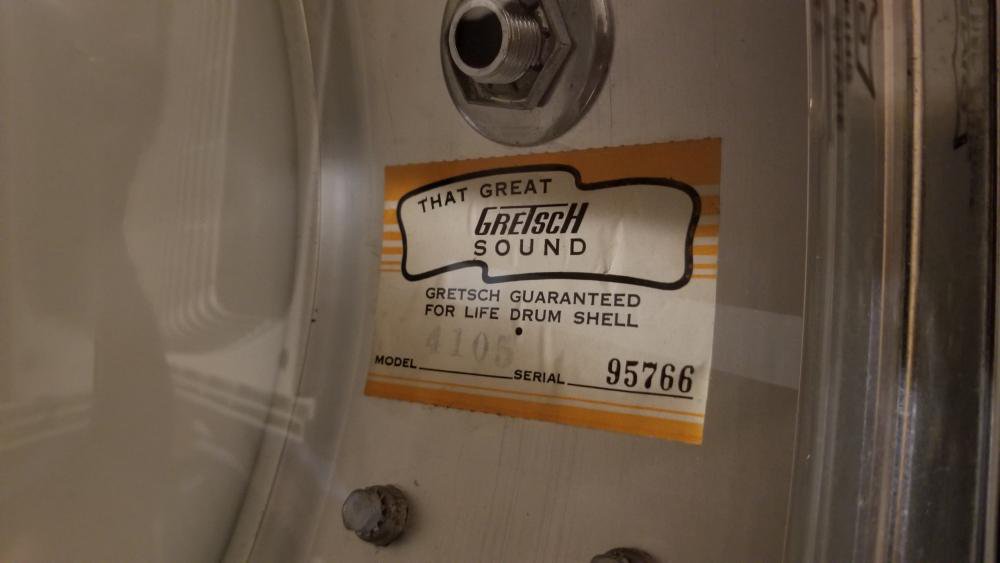 THAT GREAT
GRETSCH
SOUND
GRETSCH GUARANTEED
FOR LIFE DRUM SHELL
4105
MODEL SERIAL 95766